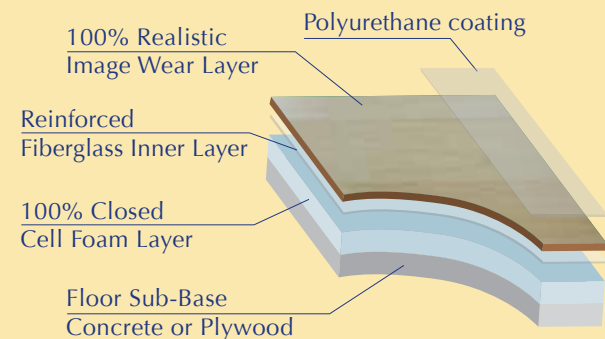 Polyurethane coating
100% Realistic
Image Wear Layer
Reinforced
Fiberglass Inner Layer
100% Closed
Cell Foam Layer
Floor Sub-Base
Concrete or Plywood